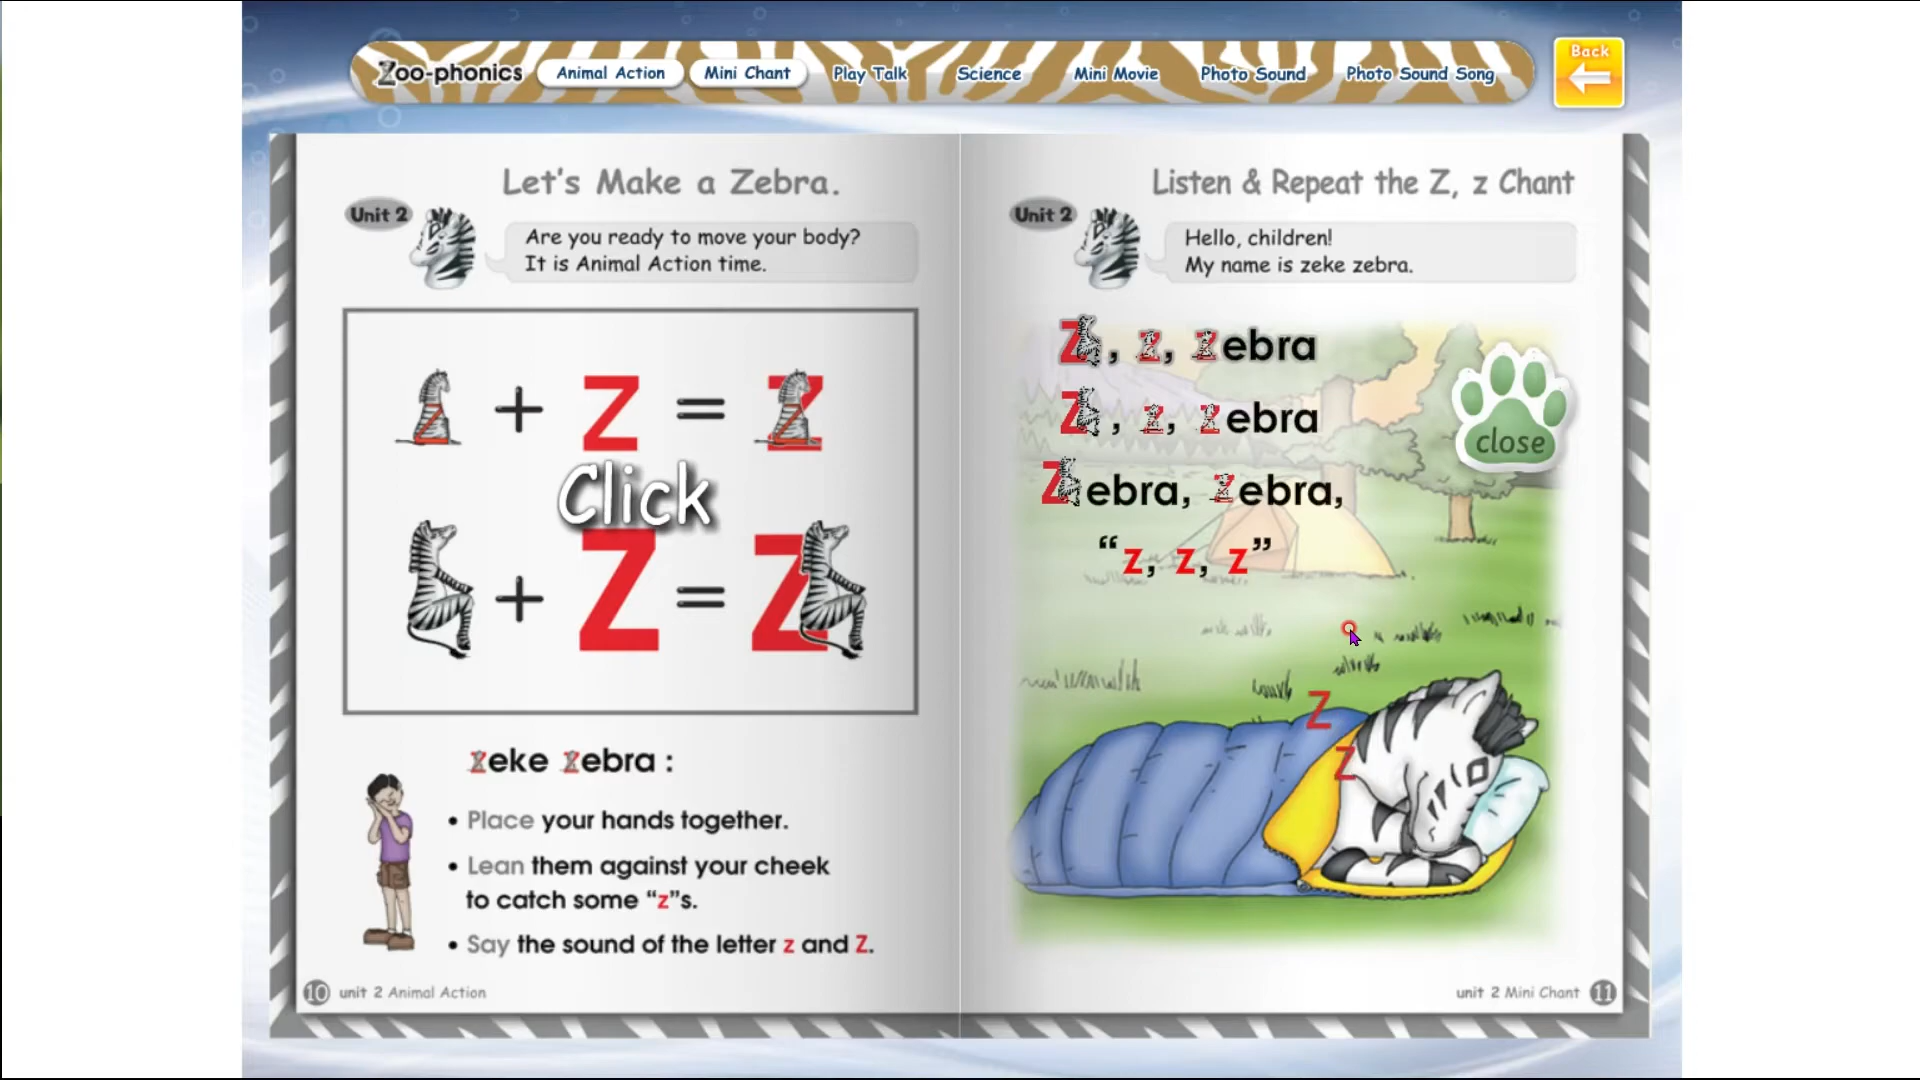 Zoo-phonics Animal Action Mini Chant Play Talk Science Mini Movie Photo Sound Photo Sound Song Back
Let's Make a Zebra.
Unit 2
Are you ready to move your body?
It is Animal Action time.
z + z = z
Click
+ Z = Z
zeke zebra :
• Place your hands together.
• Lean them against your cheek
to catch some "z"s.
• Say the sound of the letter z and Z.
10 unit 2 Animal Action
Listen & Repeat the Z, z Chant
Unit 2
Hello, children!
My name is zeke zebra.
Z, z, zebra
Z, z, zebra
close
Zebra, zebra,
"z, z, z"
Z
Z
unit 2 Mini Chant 11